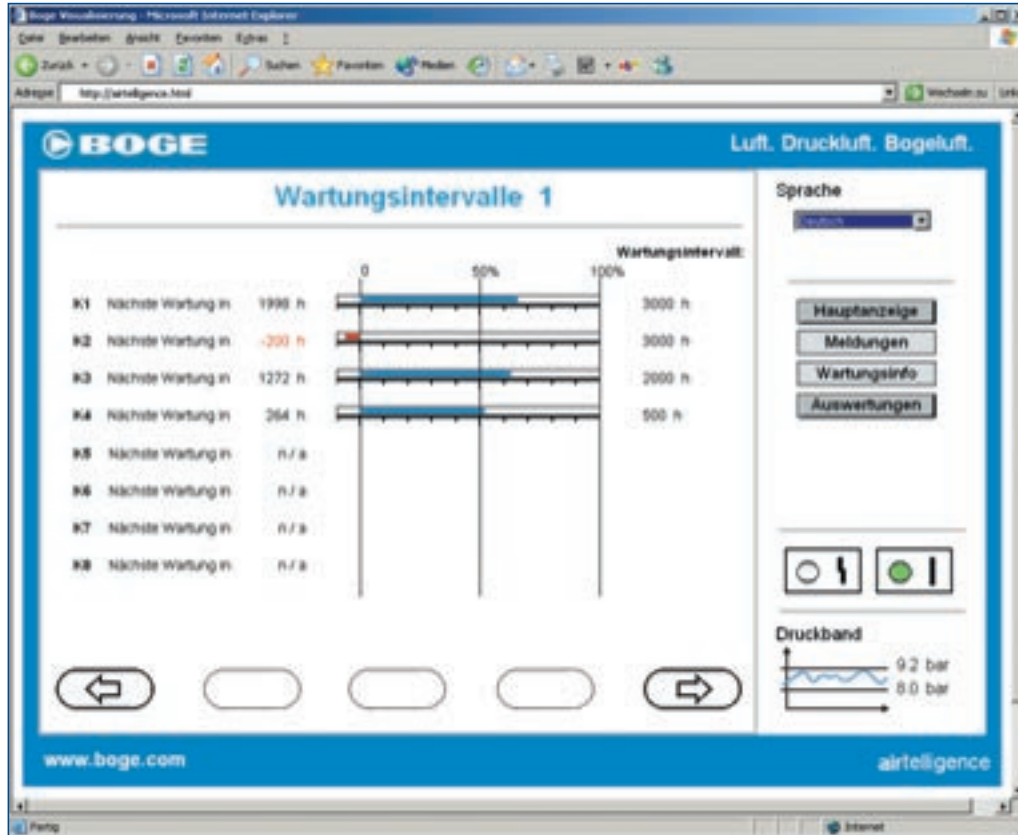 Boge Visualisierung - Microsoft Internet Explorer
Datei Bearbeiten Ansicht Favoriten Extras ?
Zurück Suchen Favoriten Medien
Adresse http://airtelligence.html Wechseln zu Link
BOGE
Luft. Druckluft. Bogeluft.
Wartungsintervalle 1
Wartungsintervall:
0 50% 100%
K1 Nächste Wartung in 1998 h 3000 h
K2 Nächste Wartung in -200 h 3000 h
K3 Nächste Wartung in 1272 h 2000 h
K4 Nächste Wartung in 264 h 500 h
K5 Nächste Wartung in n / a
K6 Nächste Wartung in n / a
K7 Nächste Wartung in n / a
K8 Nächste Wartung in n / a
Sprache
Deutsch
Hauptanzeige
Meldungen
Wartungsinfo
Auswertungen
Druckband
9.2 bar
8.0 bar
www.boge.com
airtelligence
Fertig Internet